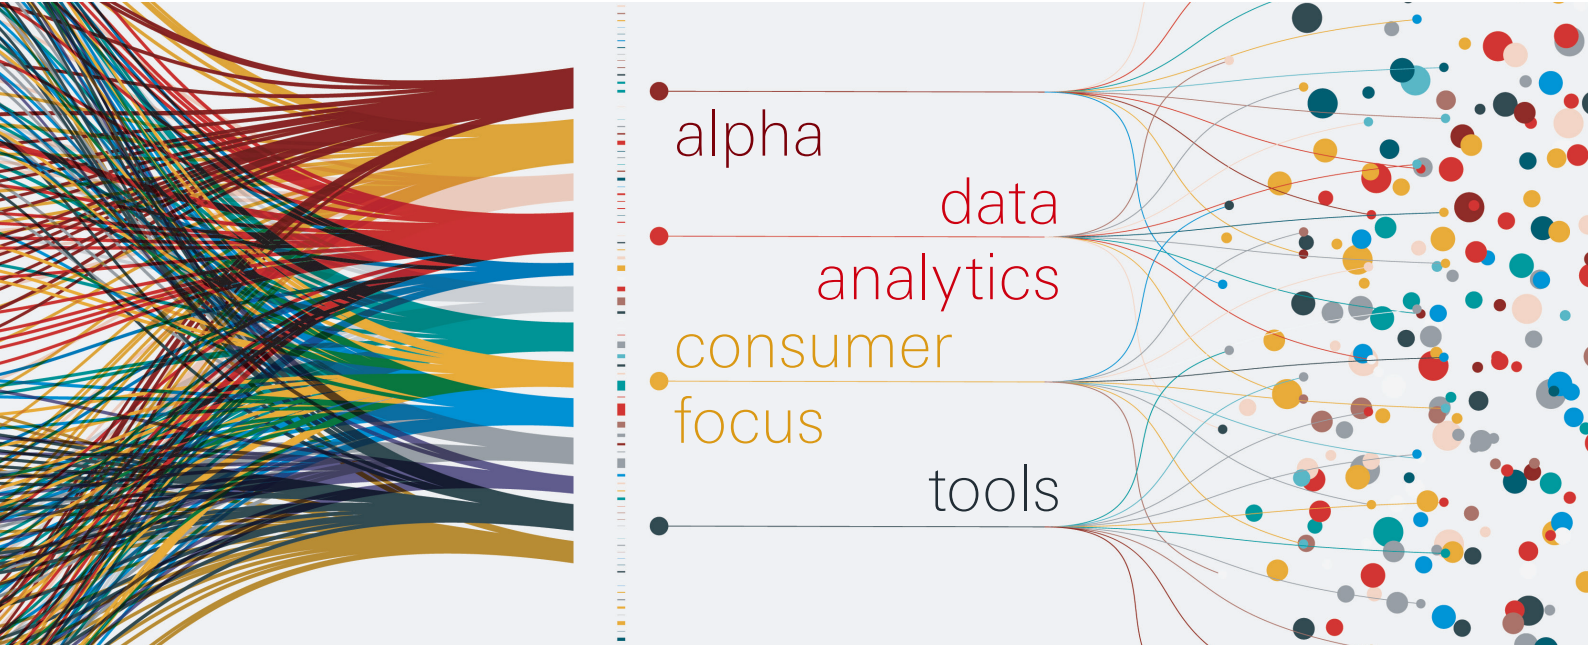 alpha
data
analytics
consumer
focus
tools